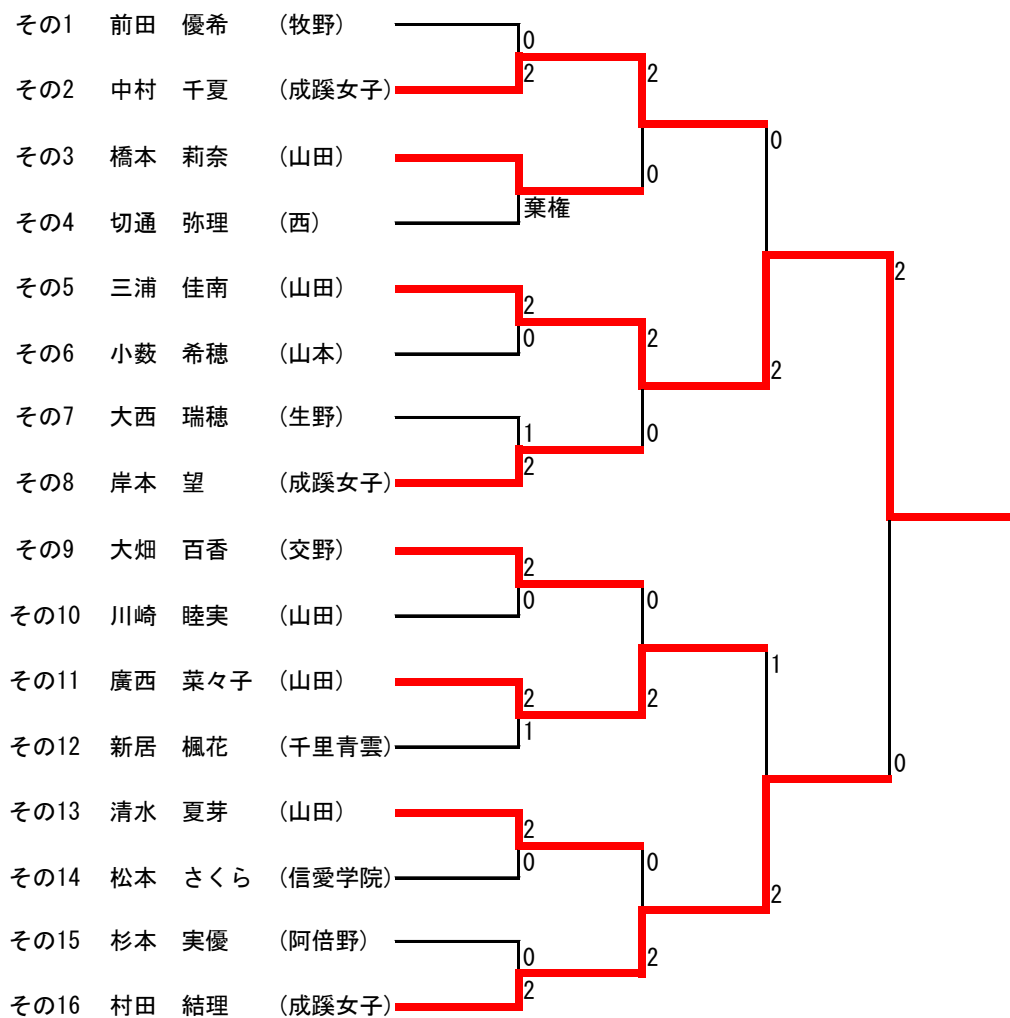 その1 前田 優希 (牧野)
0
2 2
その2 中村 千夏 (成蹊女子)
0
その3 橋本 莉奈 (山田)
0
棄権
その4 切通 弥理 (西)
2
その5 三浦 佳南 (山田)
2
0 2
その6 小薮 希穂 (山本)
2
その7 大西 瑞穂 (生野)
1 0
2
その8 岸本 望 (成蹊女子)
その9 大畑 百香 (交野)
2
0 0
その10 川崎 睦実 (山田)
1
その11 廣西 菜々子 (山田)
2 2
1
その12 新居 楓花 (千里青雲)
0
その13 清水 夏芽 (山田)
2
0 0
その14 松本 さくら (信愛学院)
2
その15 杉本 実優 (阿倍野)
0 2
2
その16 村田 結理 (成蹊女子)